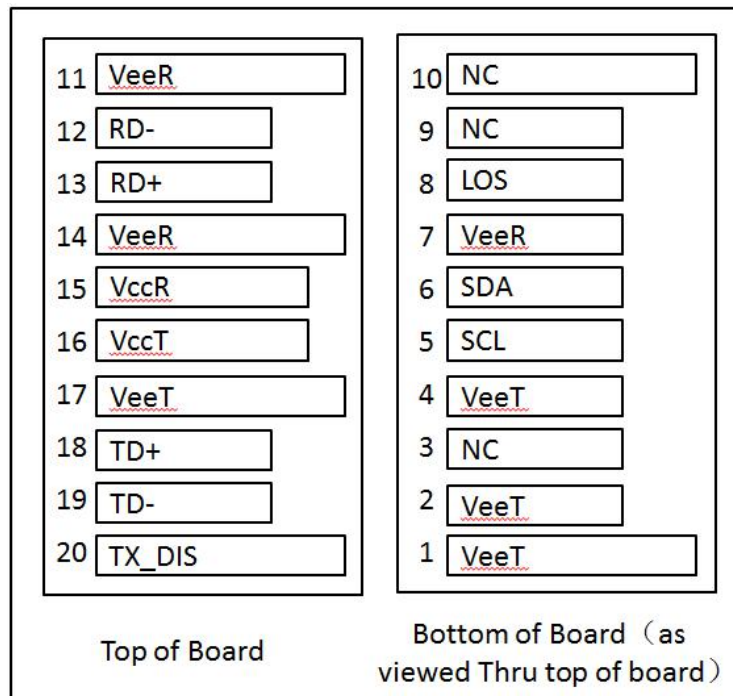 11 VeeR
12 RD-
13 RD+
14 VeeR
15 VccR
16 VccT
17 VeeT
18 TD+
19 TD-
20 TX_DIS
Top of Board
10 NC
9 NC
8 LOS
7 VeeR
6 SDA
5 SCL
4 VeeT
3 NC
2 VeeT
1 VeeT
Bottom of Board（as
viewed Thru top of board）